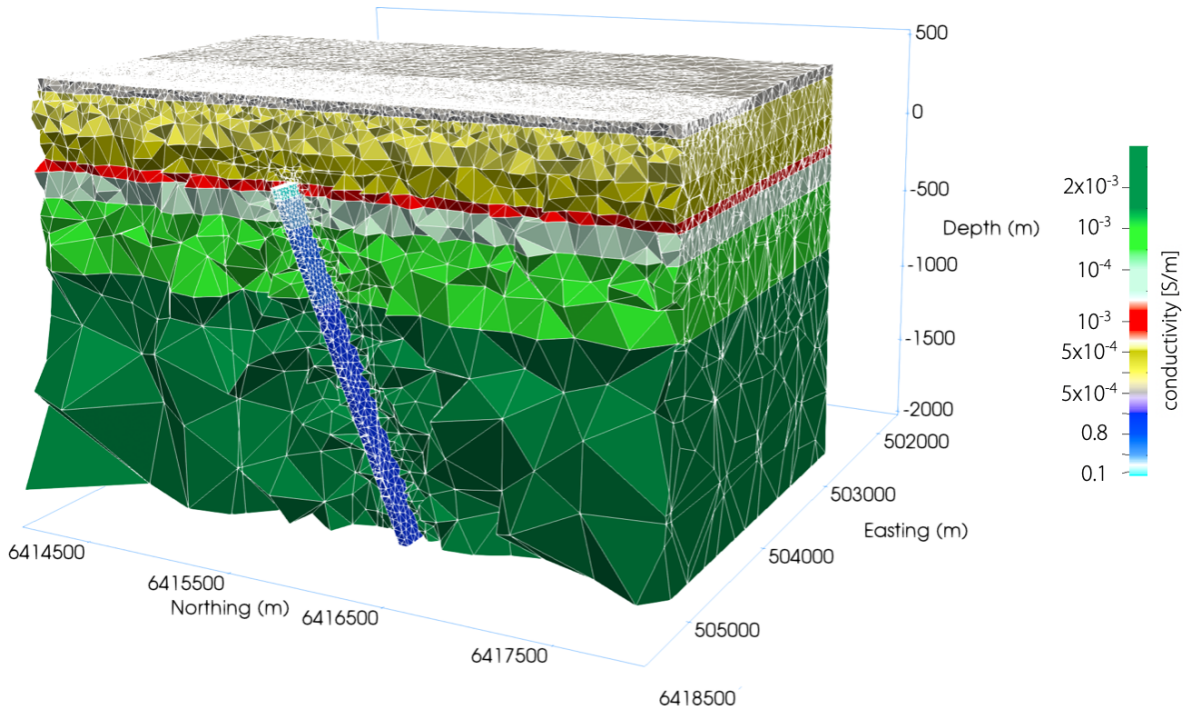 500
0
-500
Depth (m)
-1000
-1500
-2000
502000
503000
Easting (m)
504000
505000
6414500
6415500
Northing (m)
6416500
6417500
6418500
2x10⁻³
10⁻³
10⁻⁴
10⁻³
5x10⁻⁴
5x10⁻⁴
0.8
0.1
conductivity [S/m]